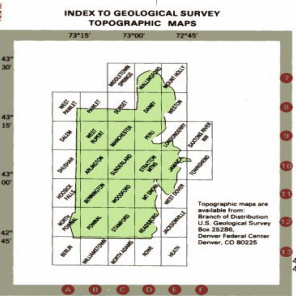 INDEX TO GEOLOGICAL SURVEY
TOPOGRAPHIC MAPS
73°15' 73°00' 72°45'
43°
30'
MIDDLETOWN
SPRINGS
WALLINGFORD
MOUNT HOLLY
7
WEST
PAWLET
PAWLET
DORSET
DANBY
WESTON
8
43°
15'
SALEM
WEST
RUPERT
MANCHESTER
PERU
LONDONDERRY
SAXTONS RIVER
NW
9
SHUSHAN
ARLINGTON
SUNDERLAND
STRATTON
MTN
JAMAICA
TOWNSHEND
10
43°
00'
HOOSICK
FALLS
BENNINGTON
WOODFORD
MT SNOW
WEST DOVER
11
Topographic maps are
available from:
Branch of Distribution
U.S. Geological Survey
Box 25286,
Denver Federal Center
Denver, CO 80225
42°
45'
NORTH
POWNAL
POWNAL
STAMFORD
READSBORO
JACKSONVILLE
12
BERLIN
WILLIAMSTOWN
NORTH ADAMS
ROWE
HEATH
13
A B C D E F